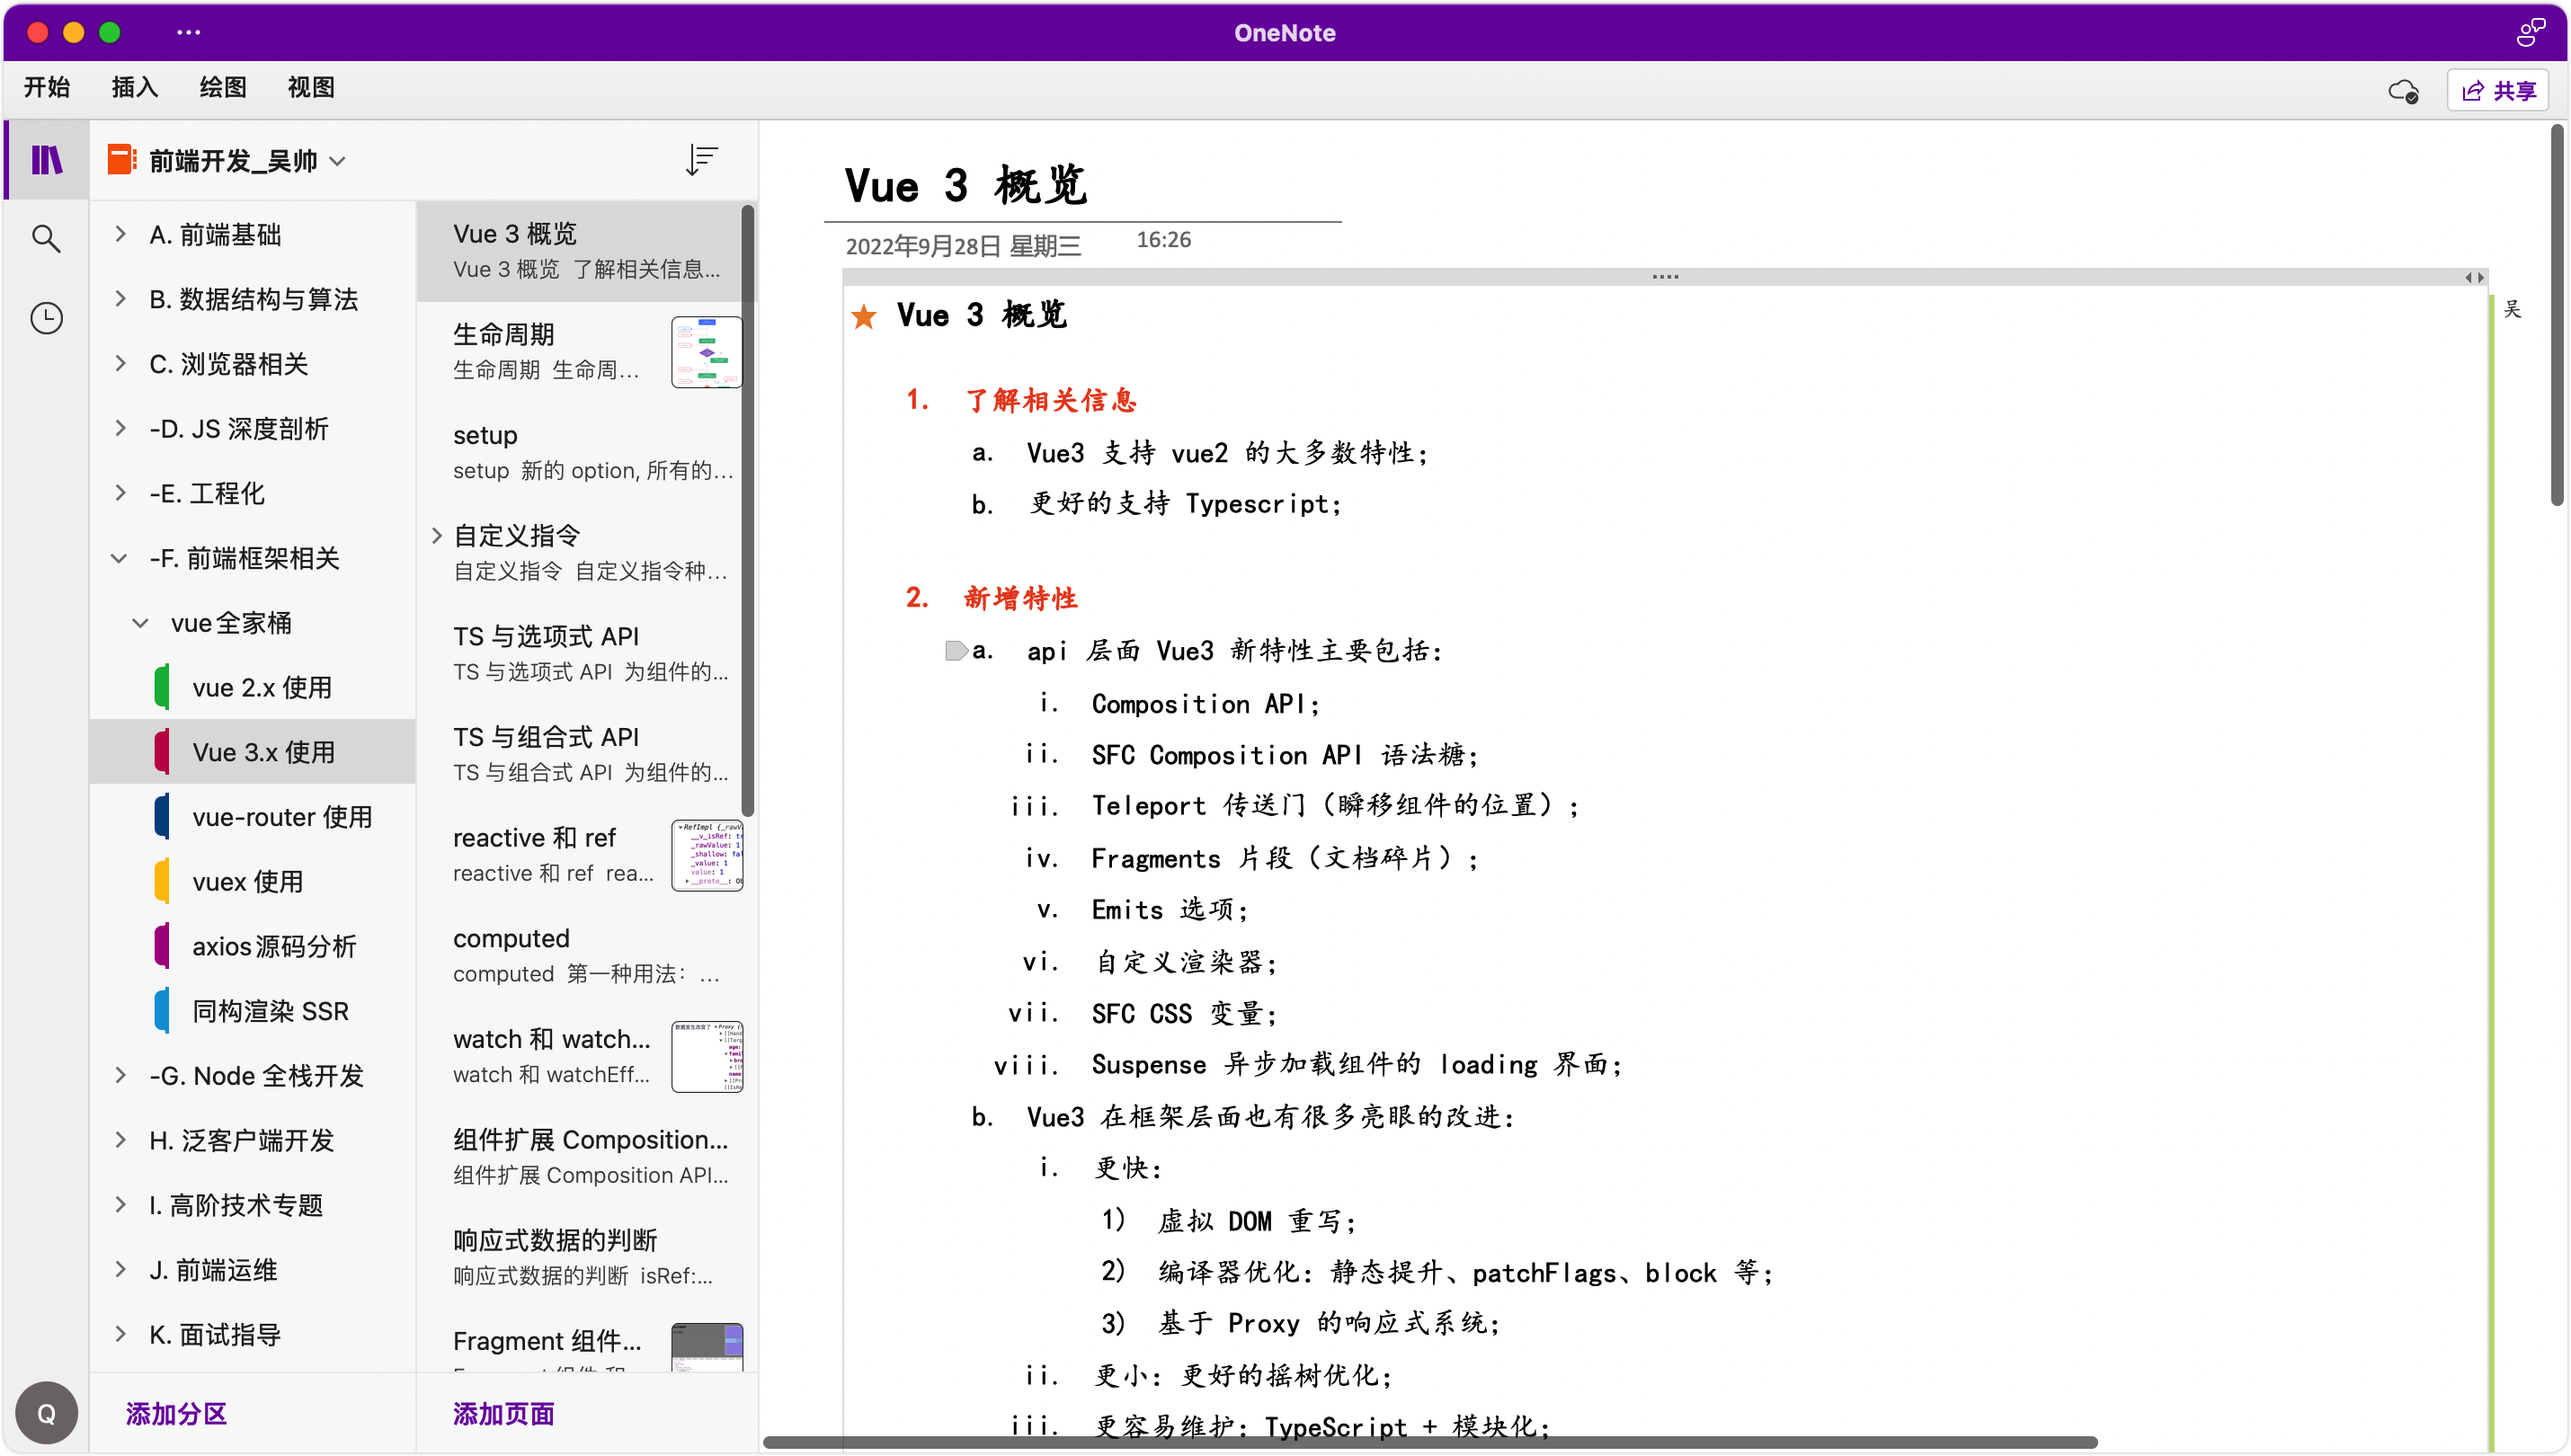 OneNote
开始 插入 绘图 视图
共享
前端开发_吴帅
A. 前端基础
B. 数据结构与算法
C. 浏览器相关
-D. JS 深度剖析
-E. 工程化
-F. 前端框架相关
vue全家桶
vue 2.x 使用
Vue 3.x 使用
vue-router 使用
vuex 使用
axios源码分析
同构渲染 SSR
-G. Node 全栈开发
H. 泛客户端开发
I. 高阶技术专题
J. 前端运维
K. 面试指导
添加分区
Q
Vue 3 概览
Vue 3 概览 了解相关信息...
生命周期
生命周期 生命周...
setup
setup 新的 option, 所有的...
自定义指令
自定义指令 自定义指令种...
TS 与选项式 API
TS 与选项式 API 为组件的...
TS 与组合式 API
TS 与组合式 API 为组件的...
reactive 和 ref
reactive 和 ref rea...
computed
computed 第一种用法： ...
watch 和 watch...
watch 和 watchEff...
组件扩展 Composition...
组件扩展 Composition API...
响应式数据的判断
响应式数据的判断 isRef:...
Fragment 组件...
添加页面
Vue 3 概览
2022年9月28日 星期三 16:26
Vue 3 概览
吴
1. 了解相关信息
a. Vue3 支持 vue2 的大多数特性；
b. 更好的支持 Typescript；
2. 新增特性
a. api 层面 Vue3 新特性主要包括：
i. Composition API；
ii. SFC Composition API 语法糖；
iii. Teleport 传送门（瞬移组件的位置）；
iv. Fragments 片段（文档碎片）；
v. Emits 选项；
vi. 自定义渲染器；
vii. SFC CSS 变量；
viii. Suspense 异步加载组件的 loading 界面；
b. Vue3 在框架层面也有很多亮眼的改进：
i. 更快：
1) 虚拟 DOM 重写；
2) 编译器优化：静态提升、patchFlags、block 等；
3) 基于 Proxy 的响应式系统；
ii. 更小：更好的摇树优化；
iii. 更容易维护：TypeScript + 模块化；